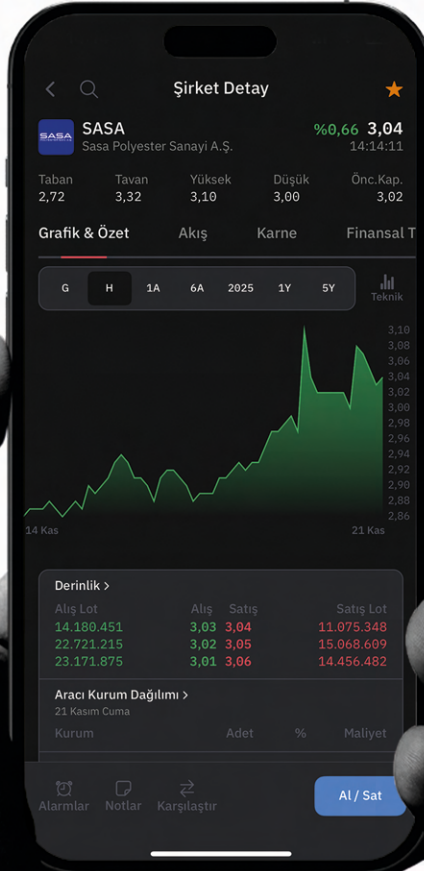 Şirket Detay
SASA
SASA %0,66 3,04
Sasa Polyester Sanayi A.Ş. 14:14:11
Taban Tavan Yüksek Düşük Önc.Kap.
2,72 3,32 3,10 3,00 3,02
Grafik & Özet Akış Karne Finansal T
G H 1A 6A 2025 1Y 5Y
Teknik
3,10
3,08
3,06
3,04
3,02
3,00
2,98
2,96
2,94
2,92
2,90
2,88
2,86
14 Kas 21 Kas
Derinlik >
Alış Lot Alış Satış Satış Lot
14.180.451 3,03 3,04 11.075.348
22.721.215 3,02 3,05 15.068.609
23.171.875 3,01 3,06 14.456.482
Aracı Kurum Dağılımı >
21 Kasım Cuma
Kurum Adet % Maliyet
Alarmlar Notlar Karşılaştır Al / Sat